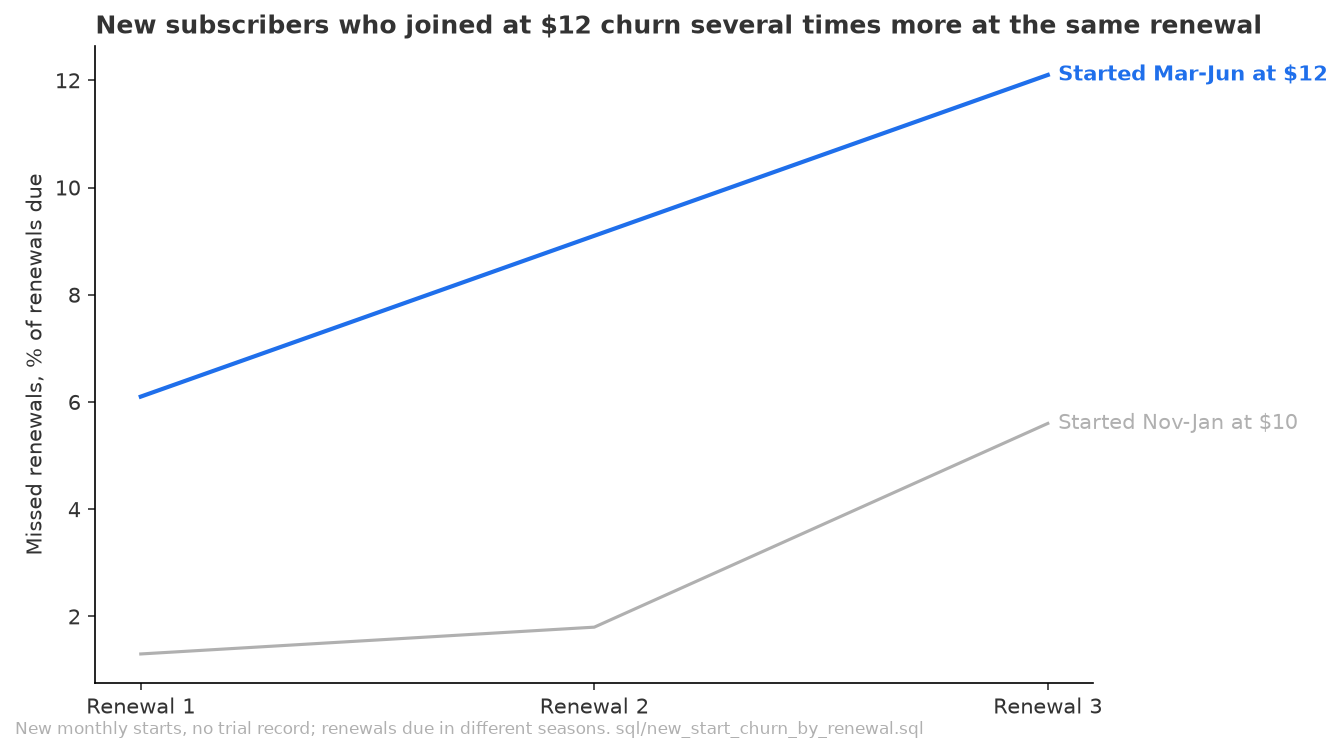 New subscribers who joined at $12 churn several times more at the same renewal
Missed renewals, % of renewals due
12
10
8
6
4
2
Started Mar-Jun at $12
Started Nov-Jan at $10
Renewal 1
Renewal 2
Renewal 3
New monthly starts, no trial record; renewals due in different seasons. sql/new_start_churn_by_renewal.sql